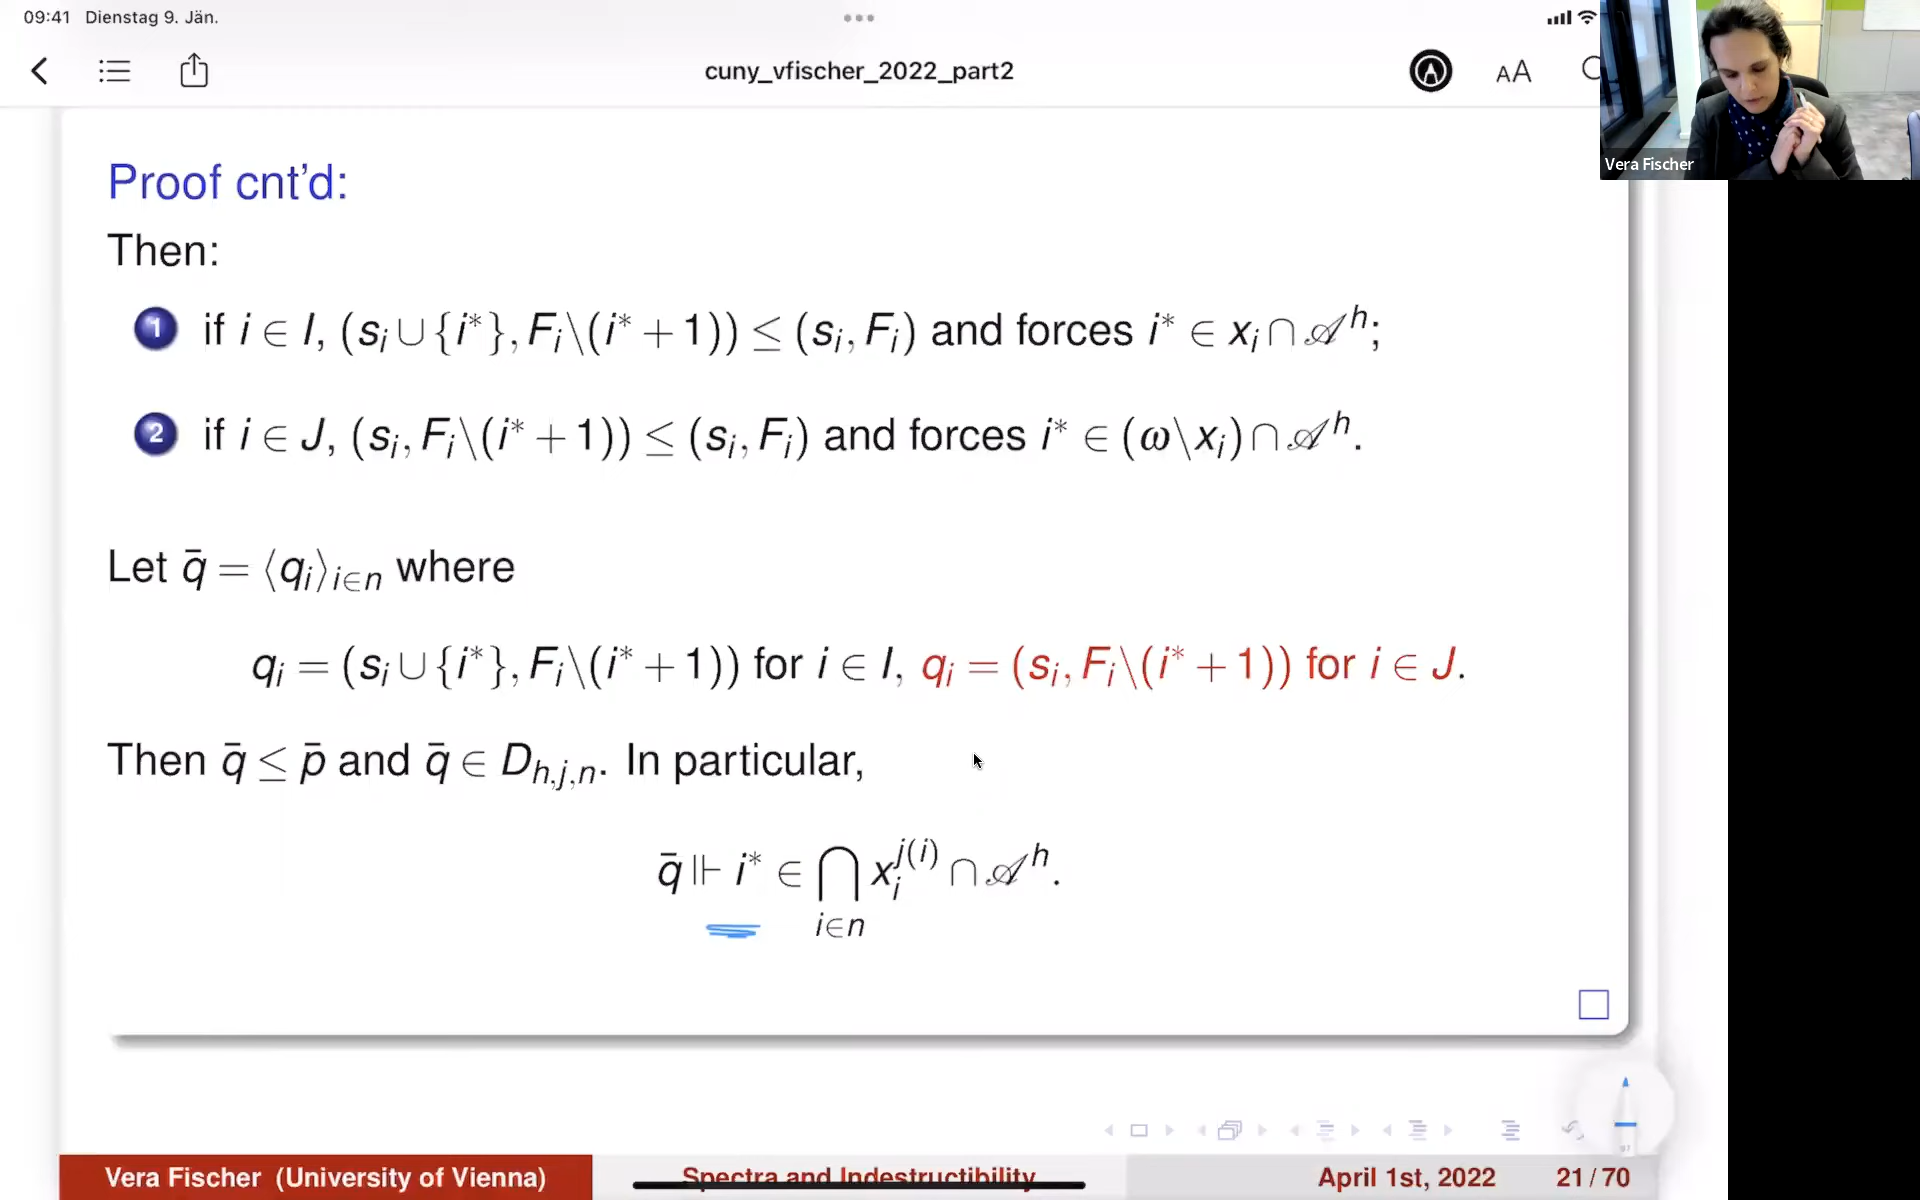 09:41 Dienstag 9. Jän.
cuny_vfischer_2022_part2
AA
Vera Fischer
Proof cnt'd:
Then:
1 if i ∈ I, (s_i ∪ {i*}, F_i\(i* + 1)) ≤ (s_i, F_i) and forces i* ∈ x_i ∩ 𝒜^h;
2 if i ∈ J, (s_i, F_i\(i* + 1)) ≤ (s_i, F_i) and forces i* ∈ (ω\x_i) ∩ 𝒜^h.
Let q̄ = ⟨q_i⟩_{i∈n} where
q_i = (s_i ∪ {i*}, F_i\(i* + 1)) for i ∈ I, q_i = (s_i, F_i\(i* + 1)) for i ∈ J.
Then q̄ ≤ p̄ and q̄ ∈ D_{h,j,n}. In particular,
q̄ ⊩ i* ∈ ⋂_{i∈n} x_i^{j(i)} ∩ 𝒜^h.
Vera Fischer (University of Vienna)
Spectra and Indestructibility
April 1st, 2022
21 / 70